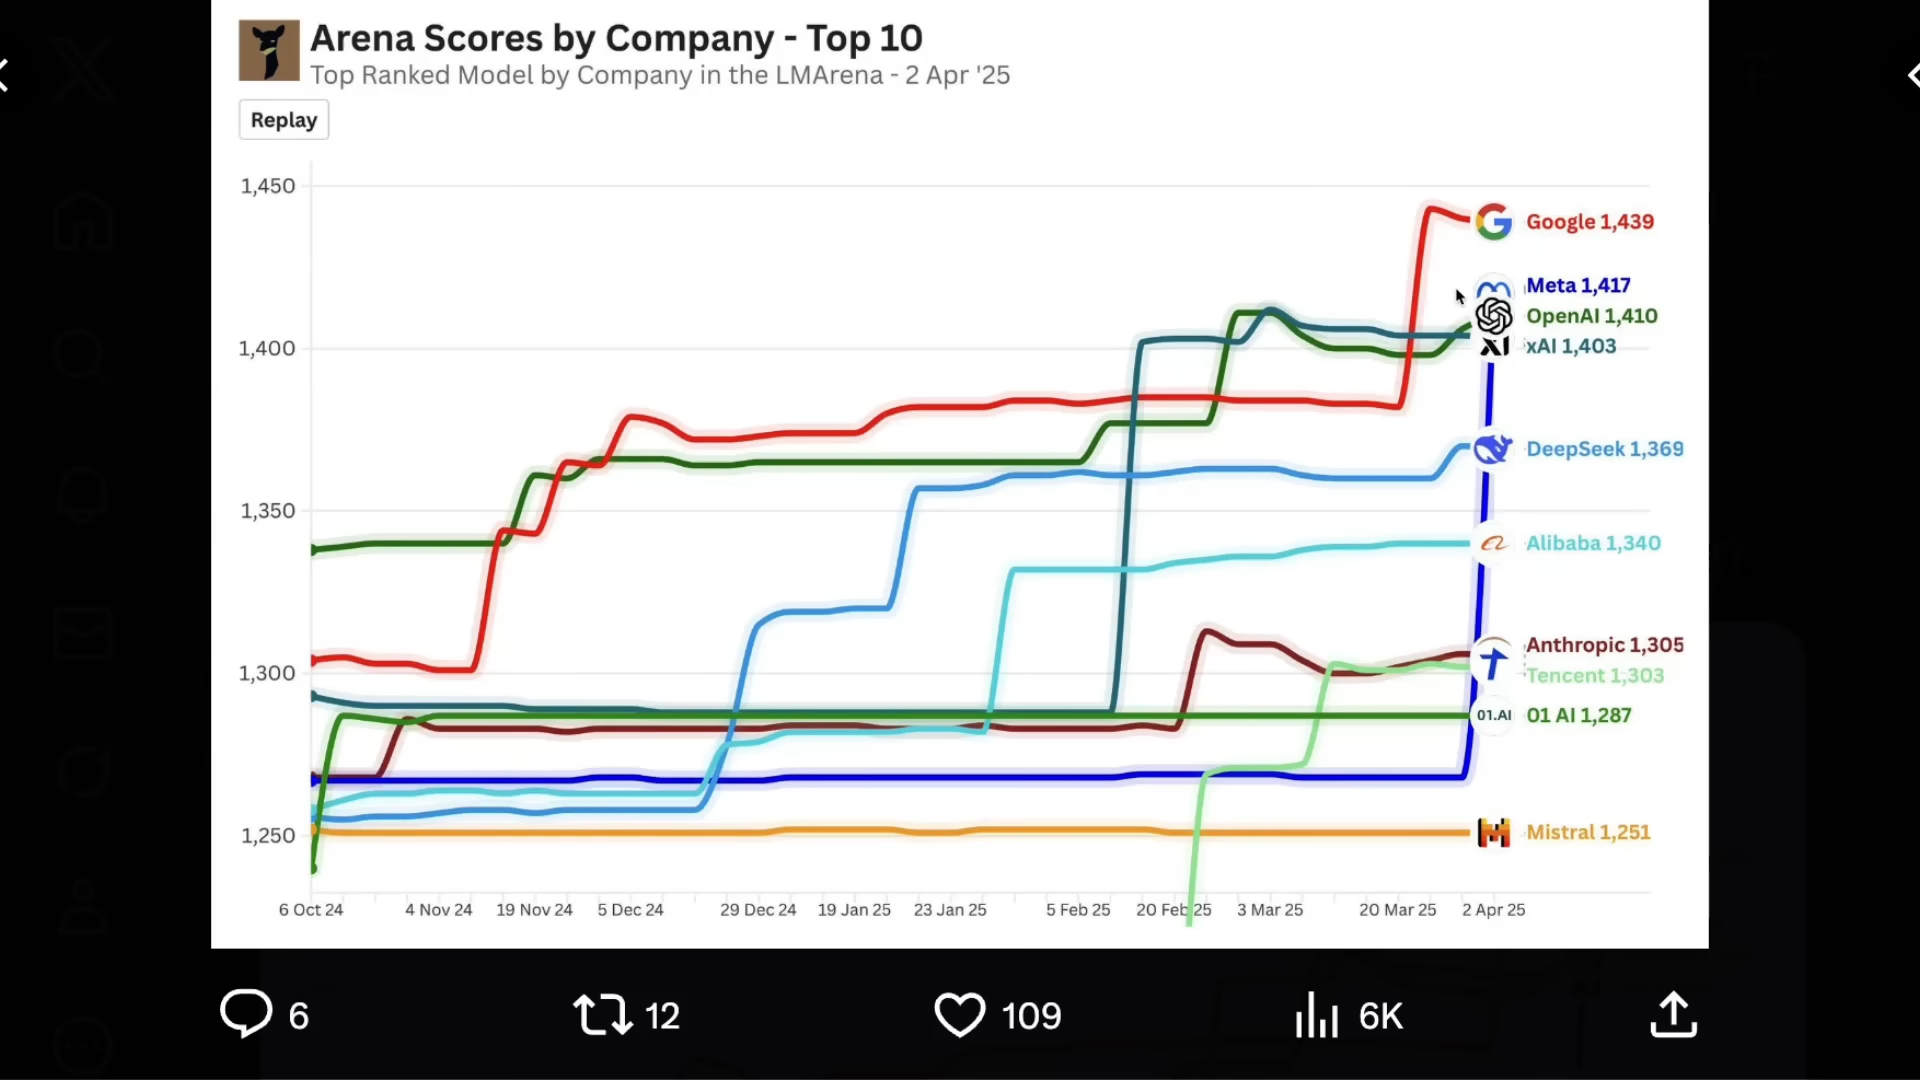 Arena Scores by Company - Top 10
Top Ranked Model by Company in the LMArena - 2 Apr '25
Replay
1,450
1,400
1,350
1,300
1,250
Google 1,439
Meta 1,417
OpenAI 1,410
xAI 1,403
DeepSeek 1,369
Alibaba 1,340
Anthropic 1,305
Tencent 1,303
01.AI 01 AI 1,287
Mistral 1,251
6 Oct 24 4 Nov 24 19 Nov 24 5 Dec 24 29 Dec 24 19 Jan 25 23 Jan 25 5 Feb 25 20 Feb 25 3 Mar 25 20 Mar 25 2 Apr 25
6 12 109 6K